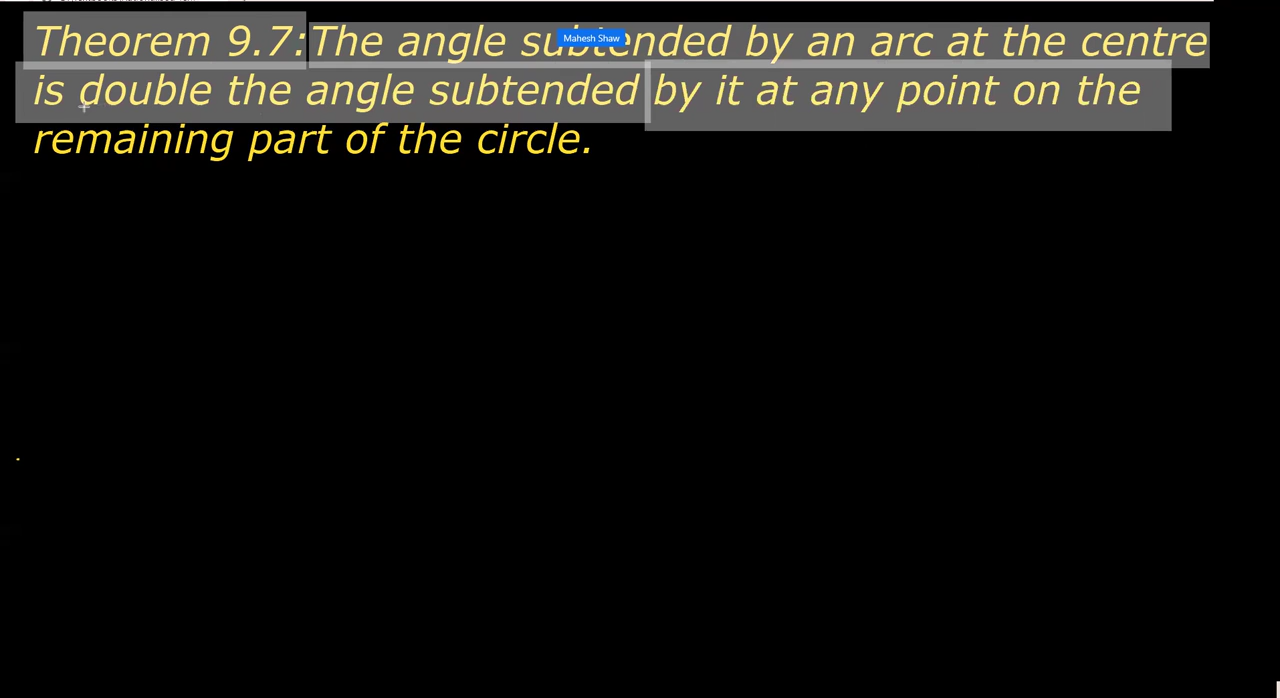 Theorem 9.7: The angle subtended by an arc at the centre
Mahesh Shaw
is double the angle subtended by it at any point on the
remaining part of the circle.